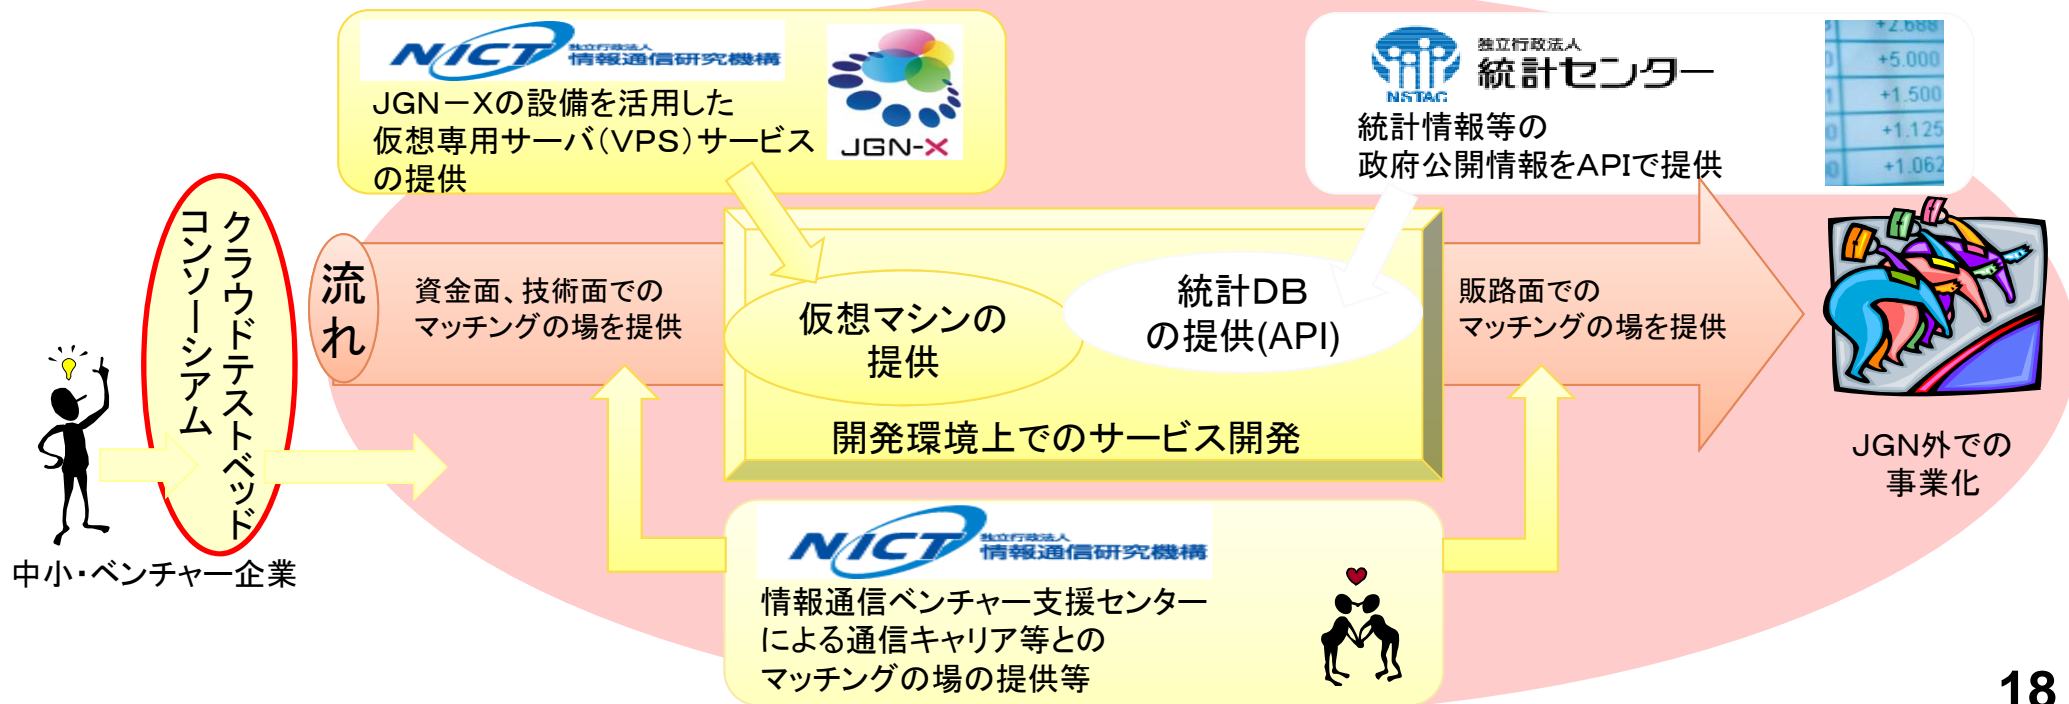 NICT
独立行政法人
情報通信研究機構
JGN－Xの設備を活用した
仮想専用サーバ(VPS)サービス
の提供
JGN-X
NSTAC
独立行政法人
統計センター
統計情報等の
政府公開情報をAPIで提供
+2.688
+5.000
+1.500
+1.125
+1.062
クラウドテストベッド
コンソーシアム
中小・ベンチャー企業
流れ
資金面、技術面での
マッチングの場を提供
仮想マシンの
提供
統計DB
の提供(API)
開発環境上でのサービス開発
販路面での
マッチングの場を提供
JGN外での
事業化
NICT
独立行政法人
情報通信研究機構
情報通信ベンチャー支援センター
による通信キャリア等との
マッチングの場の提供等
18